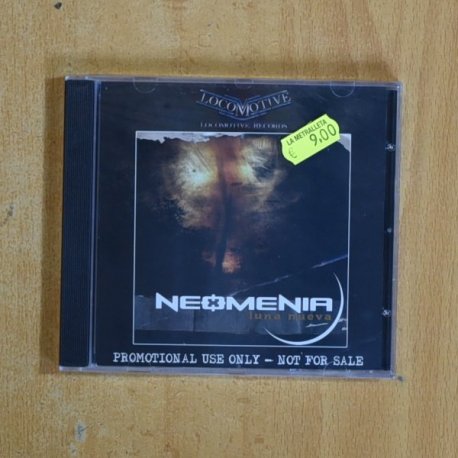 LOCOMOTIVE
LOCOMOTIVE RECORDS
LA METRALLETA
€ 9,00
NEOMENIA
luna nueva
PROMOTIONAL USE ONLY – NOT FOR SALE